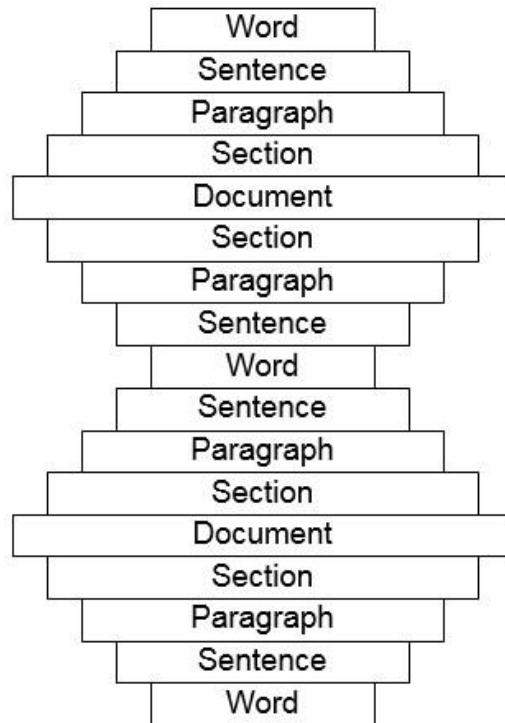 Word
Sentence
Paragraph
Section
Document
Section
Paragraph
Sentence
Word
Sentence
Paragraph
Section
Document
Section
Paragraph
Sentence
Word